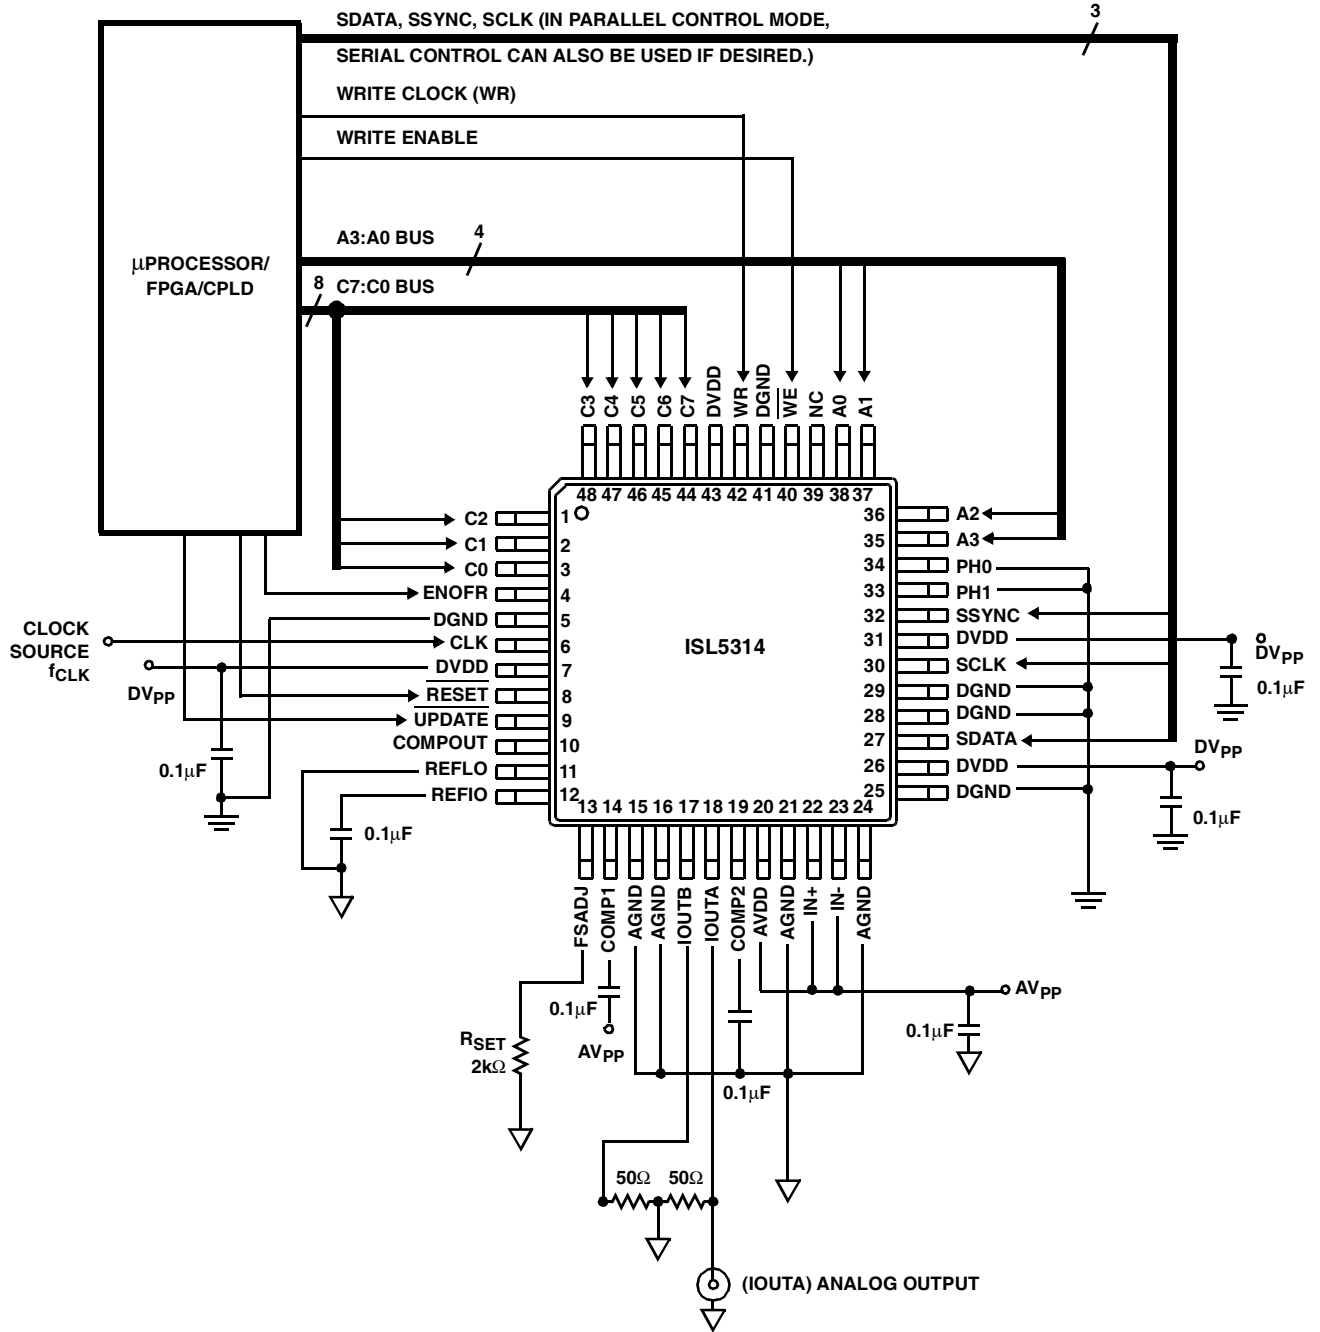 SDATA, SSYNC, SCLK (IN PARALLEL CONTROL MODE,
3
SERIAL CONTROL CAN ALSO BE USED IF DESIRED.)
WRITE CLOCK (WR)
WRITE ENABLE
A3:A0 BUS
4
µPROCESSOR/
FPGA/CPLD
8
C7:C0 BUS
C3
C4
C5
C6
C7
DVDD
WR
DGND
WE
NC
A0
A1
48 47 46 45 44 43 42 41 40 39 38 37
C2
1
C1
2
C0
3
ENOFR
4
DGND
5
CLOCK
SOURCE
fCLK
CLK
6
DVDD
7
DVPP
RESET
8
UPDATE
9
COMPOUT
10
0.1µF
REFLO
11
REFIO
12
0.1µF
ISL5314
36
A2
35
A3
34
PH0
33
PH1
32
SSYNC
31
DVDD
DVPP
0.1µF
30
SCLK
29
DGND
28
DGND
27
SDATA
26
DVDD
DVPP
0.1µF
25
DGND
13 14 15 16 17 18 19 20 21 22 23 24
FSADJ
COMP1
AGND
AGND
IOUTB
IOUTA
COMP2
AVDD
AGND
IN+
IN-
AGND
0.1µF
AVPP
RSET
2kΩ
AVPP
0.1µF
0.1µF
50Ω
50Ω
(IOUTA) ANALOG OUTPUT